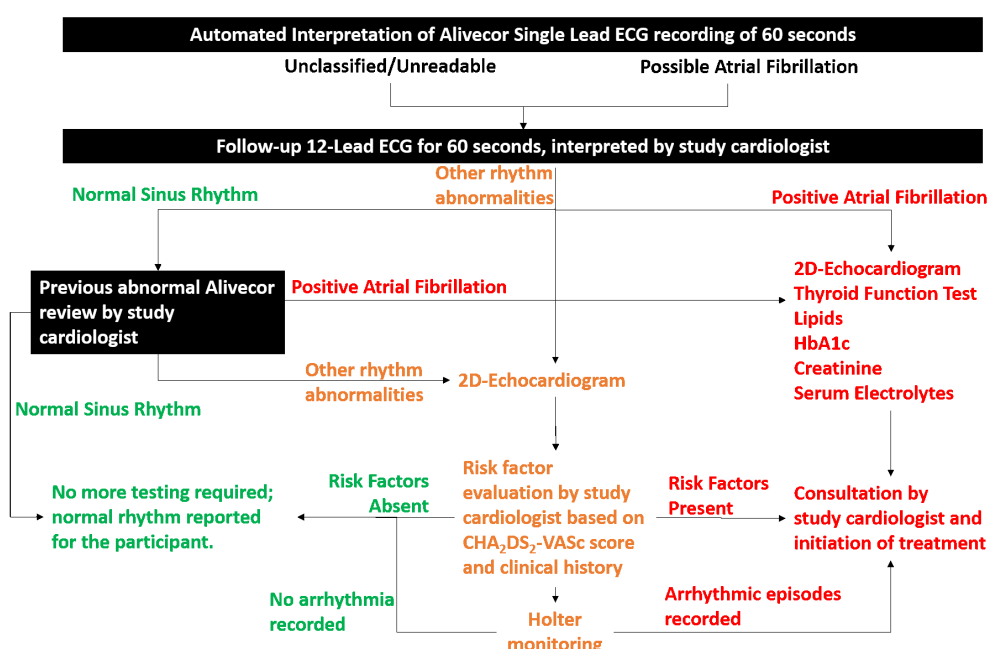 Automated Interpretation of Alivecor Single Lead ECG recording of 60 seconds
Unclassified/Unreadable
Possible Atrial Fibrillation
Follow-up 12-Lead ECG for 60 seconds, interpreted by study cardiologist
Normal Sinus Rhythm
Other rhythm
abnormalities
Positive Atrial Fibrillation
Previous abnormal Alivecor
review by study
cardiologist
Positive Atrial Fibrillation
2D-Echocardiogram
Thyroid Function Test
Lipids
HbA1c
Creatinine
Serum Electrolytes
Other rhythm
abnormalities
2D-Echocardiogram
Normal Sinus Rhythm
No more testing required;
normal rhythm reported
for the participant.
Risk Factors
Absent
Risk factor
evaluation by study
cardiologist based on
CHA₂DS₂-VASc score
and clinical history
Risk Factors
Present
Consultation by
study cardiologist and
initiation of treatment
No arrhythmia
recorded
Holter
monitoring
Arrhythmic episodes
recorded